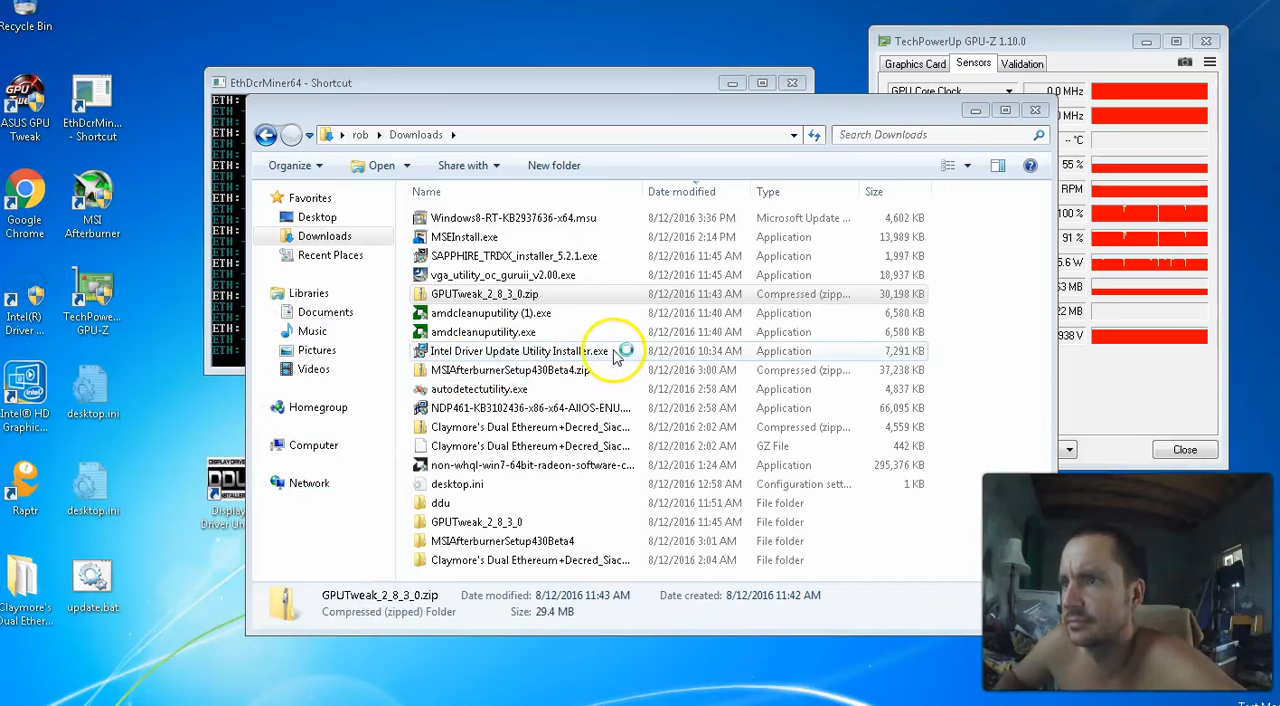 Recycle Bin
ASUS GPU
Tweak
EthDcrMin...
- Shortcut
Google
Chrome
MSI
Afterburner
Intel(R)
Driver ...
TechPowe...
GPU-Z
Intel® HD
Graphic...
desktop.ini
Raptr
desktop.ini
Claymore's
Dual Ether...
update.bat
Display
Driver Un
EthDcrMiner64 - Shortcut
ETH:
ETH:
ETH:
ETH:
ETH:
ETH:
ETH:
ETH:
ETH:
ETH:
ETH:
rob
Downloads
Search Downloads
Organize
Open
Share with
New folder
Favorites
Desktop
Downloads
Recent Places
Libraries
Documents
Music
Pictures
Videos
Homegroup
Computer
Network
Name Date modified Type Size
Windows8-RT-KB2937636-x64.msu 8/12/2016 3:36 PM Microsoft Update ... 4,602 KB
MSEInstall.exe 8/12/2016 2:14 PM Application 13,989 KB
SAPPHIRE_TRIXX_installer_5.2.1.exe 8/12/2016 11:45 AM Application 1,997 KB
vga_utility_oc_guruii_v2.00.exe 8/12/2016 11:45 AM Application 18,937 KB
GPUTweak_2_8_3_0.zip 8/12/2016 11:43 AM Compressed (zipp... 30,198 KB
amdcleanuputility (1).exe 8/12/2016 11:40 AM Application 6,580 KB
amdcleanuputility.exe 8/12/2016 11:40 AM Application 6,580 KB
Intel Driver Update Utility Installer.exe 8/12/2016 10:34 AM Application 7,291 KB
MSIAfterburnerSetup430Beta4.zip 8/12/2016 3:00 AM Compressed (zipp... 37,238 KB
autodetectutility.exe 8/12/2016 2:58 AM Application 4,837 KB
NDP461-KB3102436-x86-x64-AllOS-ENU.... 8/12/2016 2:58 AM Application 66,095 KB
Claymore's Dual Ethereum+Decred_Siac... 8/12/2016 2:02 AM Compressed (zipp... 4,559 KB
Claymore's Dual Ethereum+Decred_Siac... 8/12/2016 2:02 AM GZ File 442 KB
non-whql-win7-64bit-radeon-software-c... 8/12/2016 1:24 AM Application 295,376 KB
desktop.ini 8/12/2016 12:58 AM Configuration sett... 1 KB
ddu 8/12/2016 11:51 AM File folder
GPUTweak_2_8_3_0 8/12/2016 11:45 AM File folder
MSIAfterburnerSetup430Beta4 8/12/2016 3:01 AM File folder
Claymore's Dual Ethereum+Decred_Siac... 8/12/2016 2:04 AM File folder
GPUTweak_2_8_3_0.zip Date modified: 8/12/2016 11:43 AM Date created: 8/12/2016 11:42 AM
Compressed (zipped) Folder Size: 29.4 MB
TechPowerUp GPU-Z 1.10.0
Graphics Card Sensors Validation
GPU Core Clock 0.0 MHz
MHz
-- °C
55 %
RPM
100 %
91 %
5.6 W
53 MB
22 MB
938 V
Close